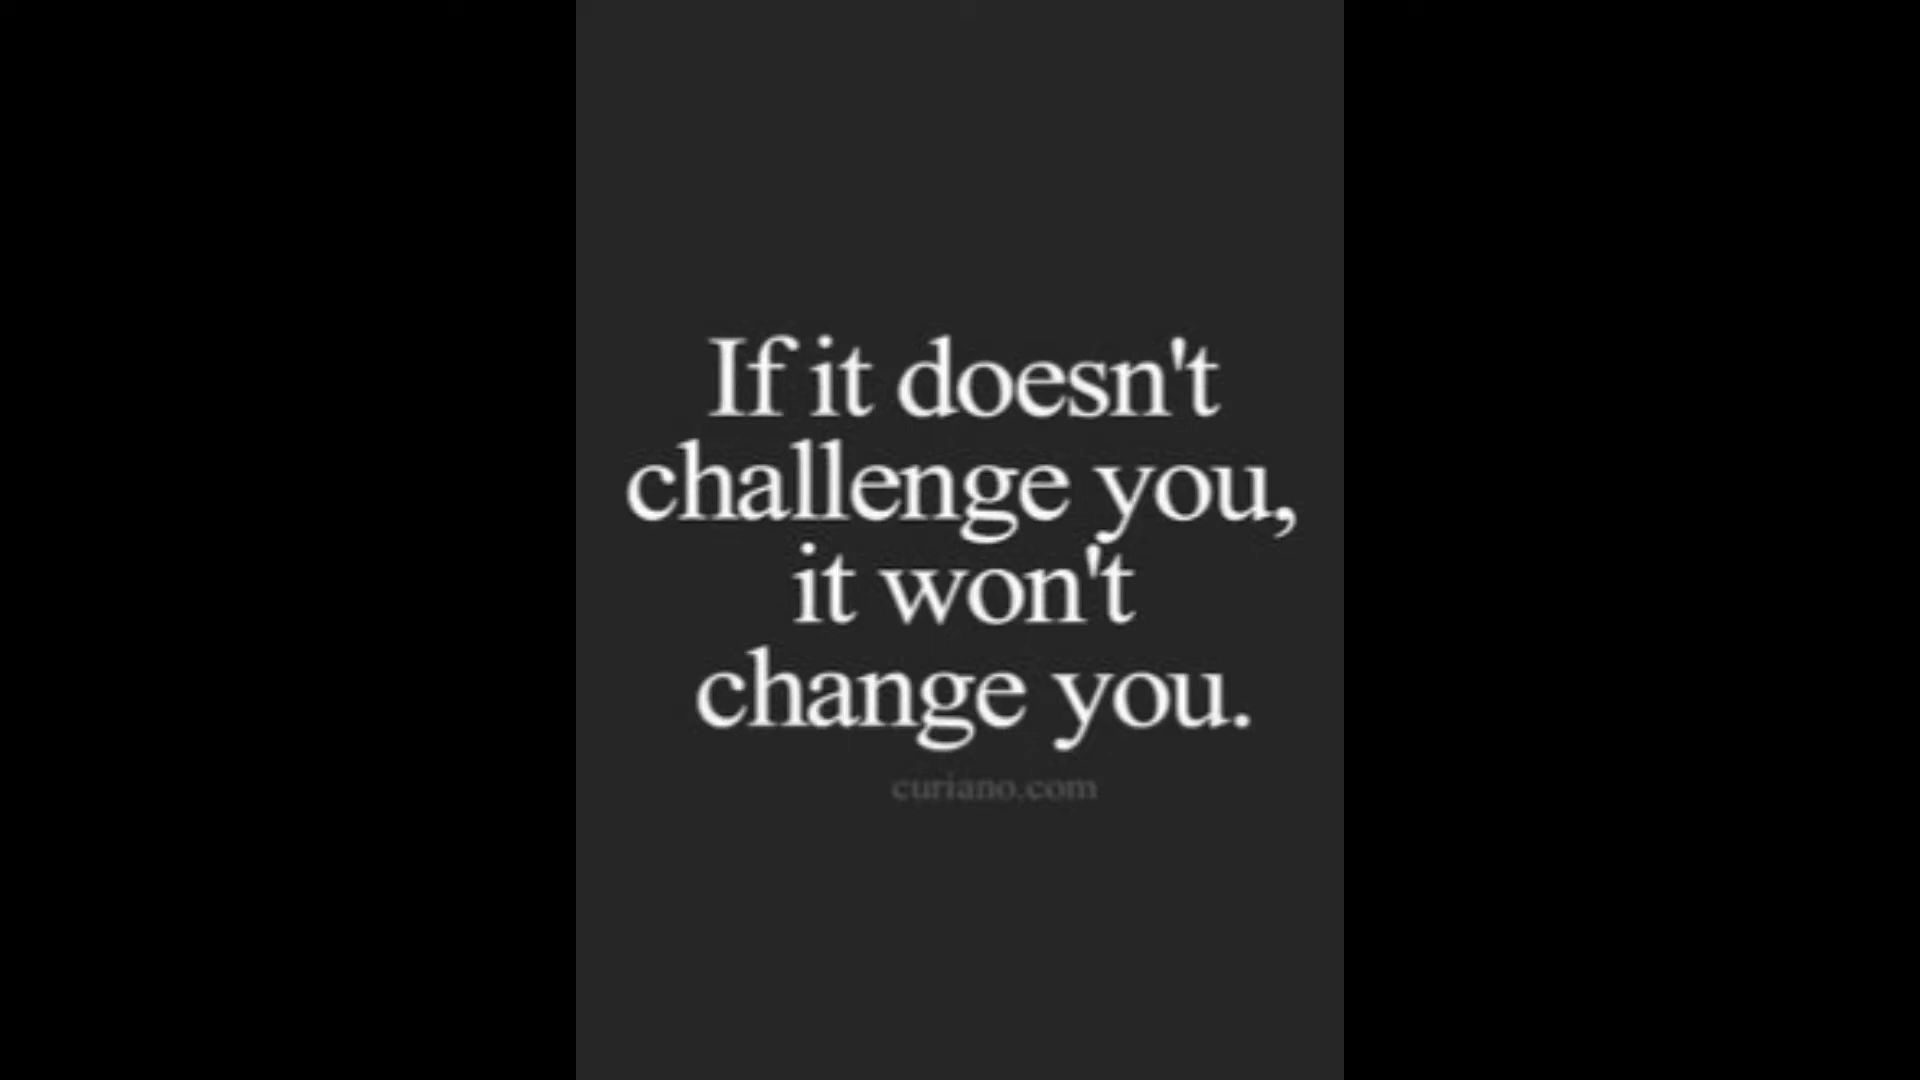 If it doesn't
challenge you,
it won't
change you.
curiano.com